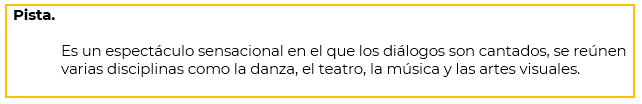 Pista.
Es un espectáculo sensacional en el que los diálogos son cantados, se reúnen
varias disciplinas como la danza, el teatro, la música y las artes visuales.